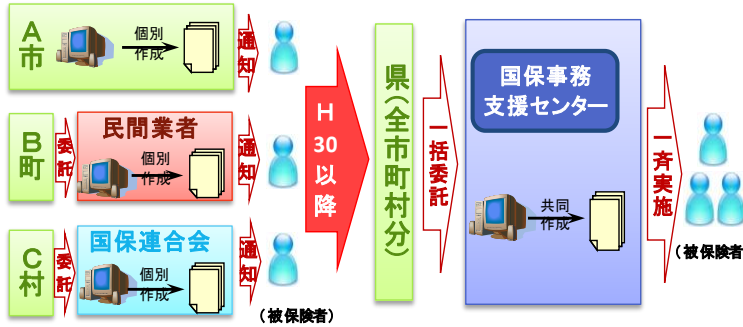 A市
個別
作成
通知
B町
委託
民間業者
個別
作成
通知
C村
委託
国保連合会
個別
作成
通知
(被保険者)
H
30
以
降
県(全市町村分)
一括委託
国保事務
支援センター
共同
作成
一斉実施
(被保険者